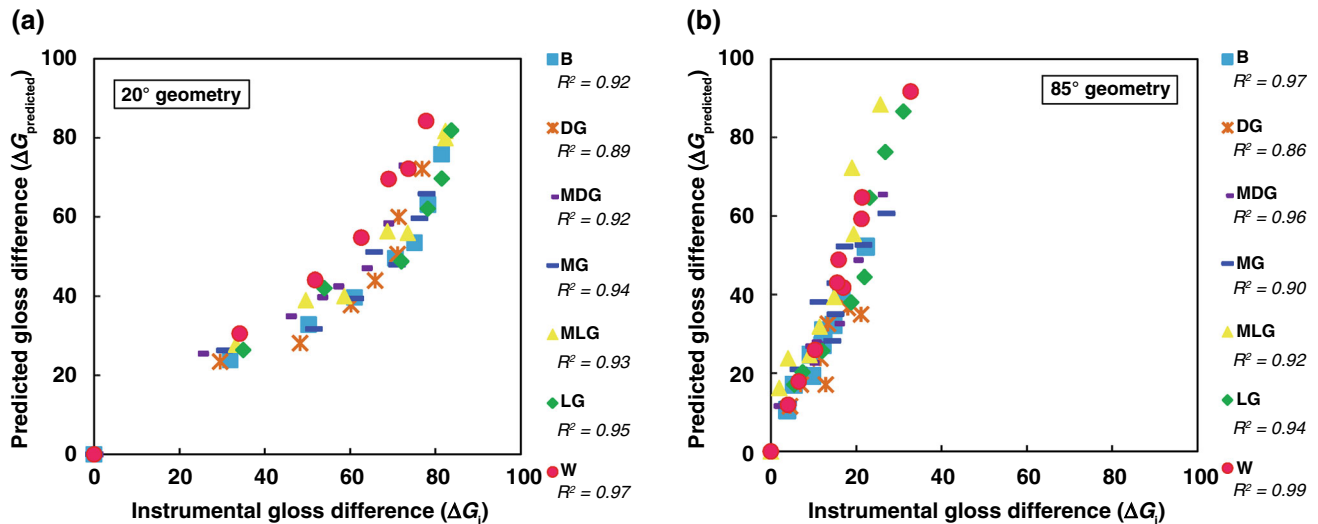 (a)
Predicted gloss difference (ΔG_predicted)
100
80
60
40
20
0
20° geometry
0 20 40 60 80 100
Instrumental gloss difference (ΔG_i)
B
R² = 0.92
DG
R² = 0.89
MDG
R² = 0.92
MG
R² = 0.94
MLG
R² = 0.93
LG
R² = 0.95
W
R² = 0.97
(b)
Predicted gloss difference (ΔG_predicted)
100
80
60
40
20
0
85° geometry
0 20 40 60 80 100
Instrumental gloss difference (ΔG_i)
B
R² = 0.97
DG
R² = 0.86
MDG
R² = 0.96
MG
R² = 0.90
MLG
R² = 0.92
LG
R² = 0.94
W
R² = 0.99